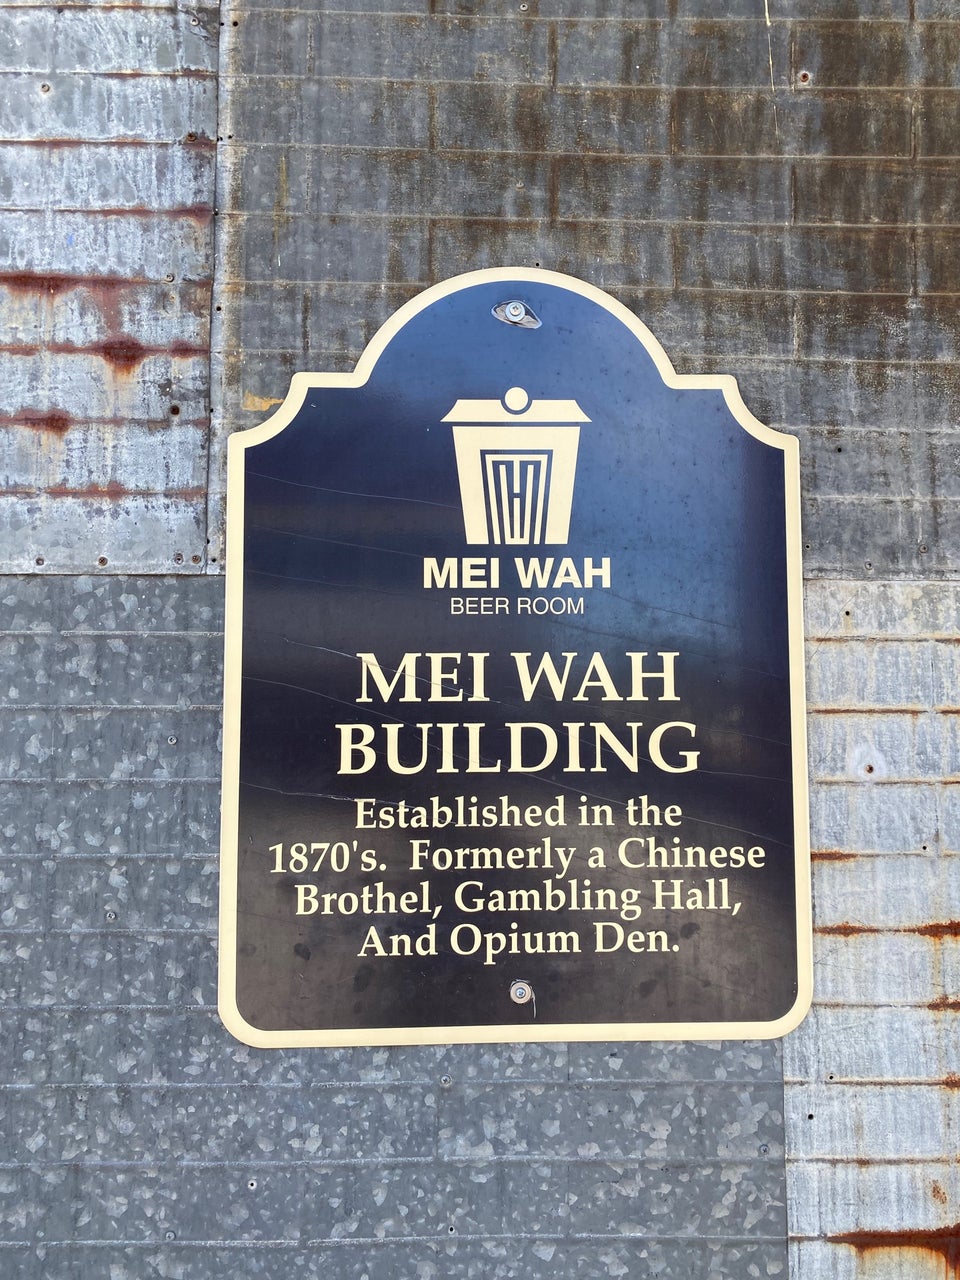 MEI WAH
BEER ROOM
MEI WAH
BUILDING
Established in the
1870's. Formerly a Chinese
Brothel, Gambling Hall,
And Opium Den.